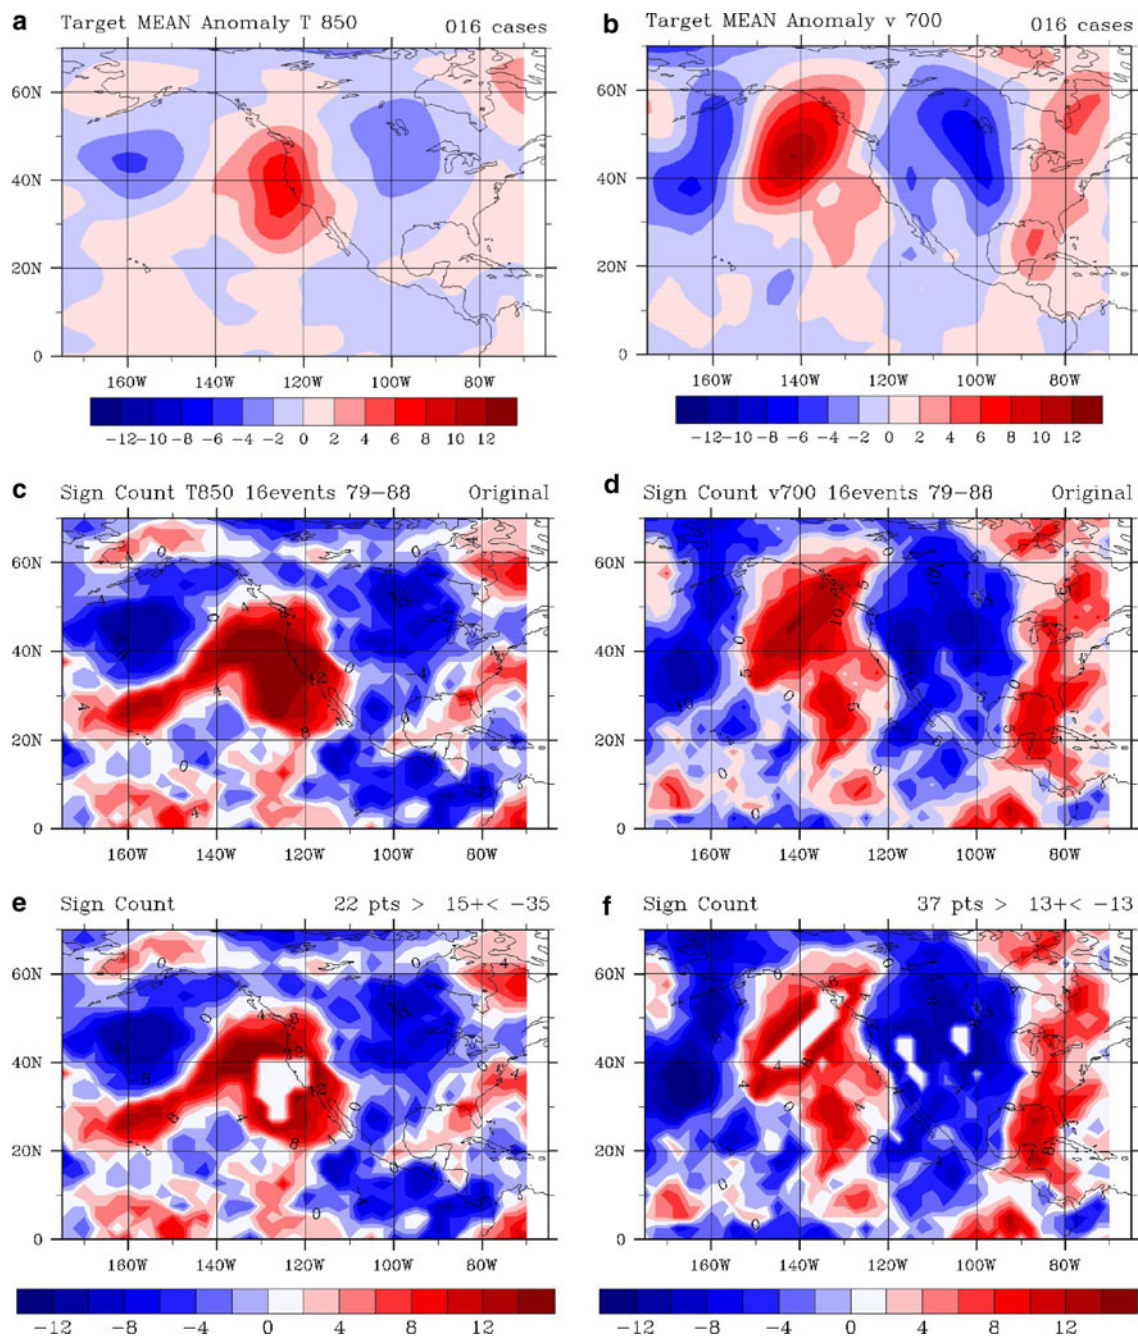 a Target MEAN Anomaly T 850 016 cases
60N
40N
20N
0
160W 140W 120W 100W 80W
-12 -10 -8 -6 -4 -2 0 2 4 6 8 10 12
b Target MEAN Anomaly v 700 016 cases
60N
40N
20N
0
160W 140W 120W 100W 80W
-12 -10 -8 -6 -4 -2 0 2 4 6 8 10 12
c Sign Count T850 16events 79-88 Original
60N
40N
20N
0
160W 140W 120W 100W 80W
d Sign Count v700 16events 79-88 Original
60N
40N
20N
0
160W 140W 120W 100W 80W
e Sign Count 22 pts > 15+< -35
60N
40N
20N
0
160W 140W 120W 100W 80W
-12 -8 -4 0 4 8 12
f Sign Count 37 pts > 13+< -13
60N
40N
20N
0
160W 140W 120W 100W 80W
-12 -8 -4 0 4 8 12